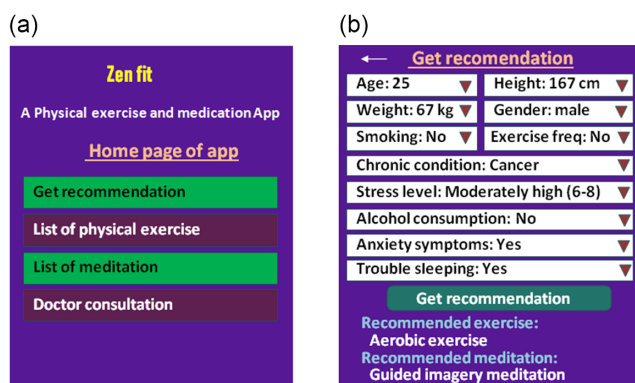 (a)
Zen fit
A Physical exercise and medication App
Home page of app
Get recommendation
List of physical exercise
List of meditation
Doctor consultation
(b)
Get recomendation
Age: 25
Height: 167 cm
Weight: 67 kg
Gender: male
Smoking: No
Exercise freq: No
Chronic condition: Cancer
Stress level: Moderately high (6-8)
Alcohol consumption: No
Anxiety symptoms: Yes
Trouble sleeping: Yes
Get recommendation
Recommended exercise:
Aerobic exercise
Recommended meditation:
Guided imagery meditation